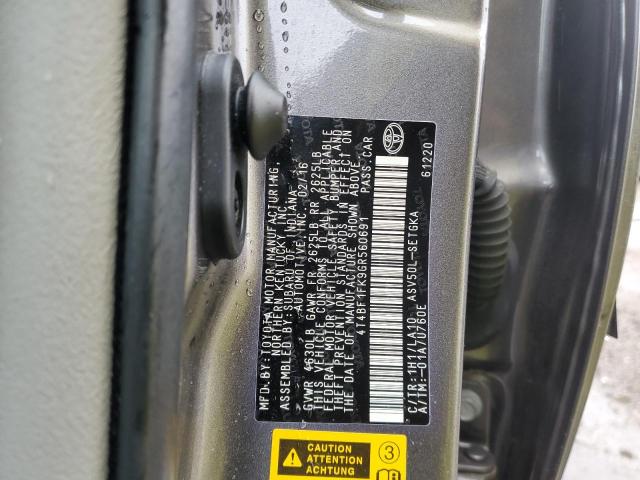 MFD.BY:TOYOTA MOTOR MANUFACTURING,
NORTHERN KENTUCKY, INC.
ASSEMBLED BY:SUBARU OF INDIANA
AUTOMOTIVE,INC. 02/16
GVWR 4630LB GAWR FR 2625LB RR 2625LB
THIS VEHICLE CONFORMS TO ALL APPLICABLE
FEDERAL MOTOR VEHICLE SAFETY, BUMPER,AND
THEFT PREVENTION STANDARDS IN EFFECT ON
THE DATE OF MANUFACTURE SHOWN ABOVE.
4T4BF1FK9GR560691 PASS.CAR
C/TR:1H1/LA10 ASV50L-SETGKA
A/TM:-01A/U760E 61220
CAUTION
ATTENTION
ACHTUNG
3